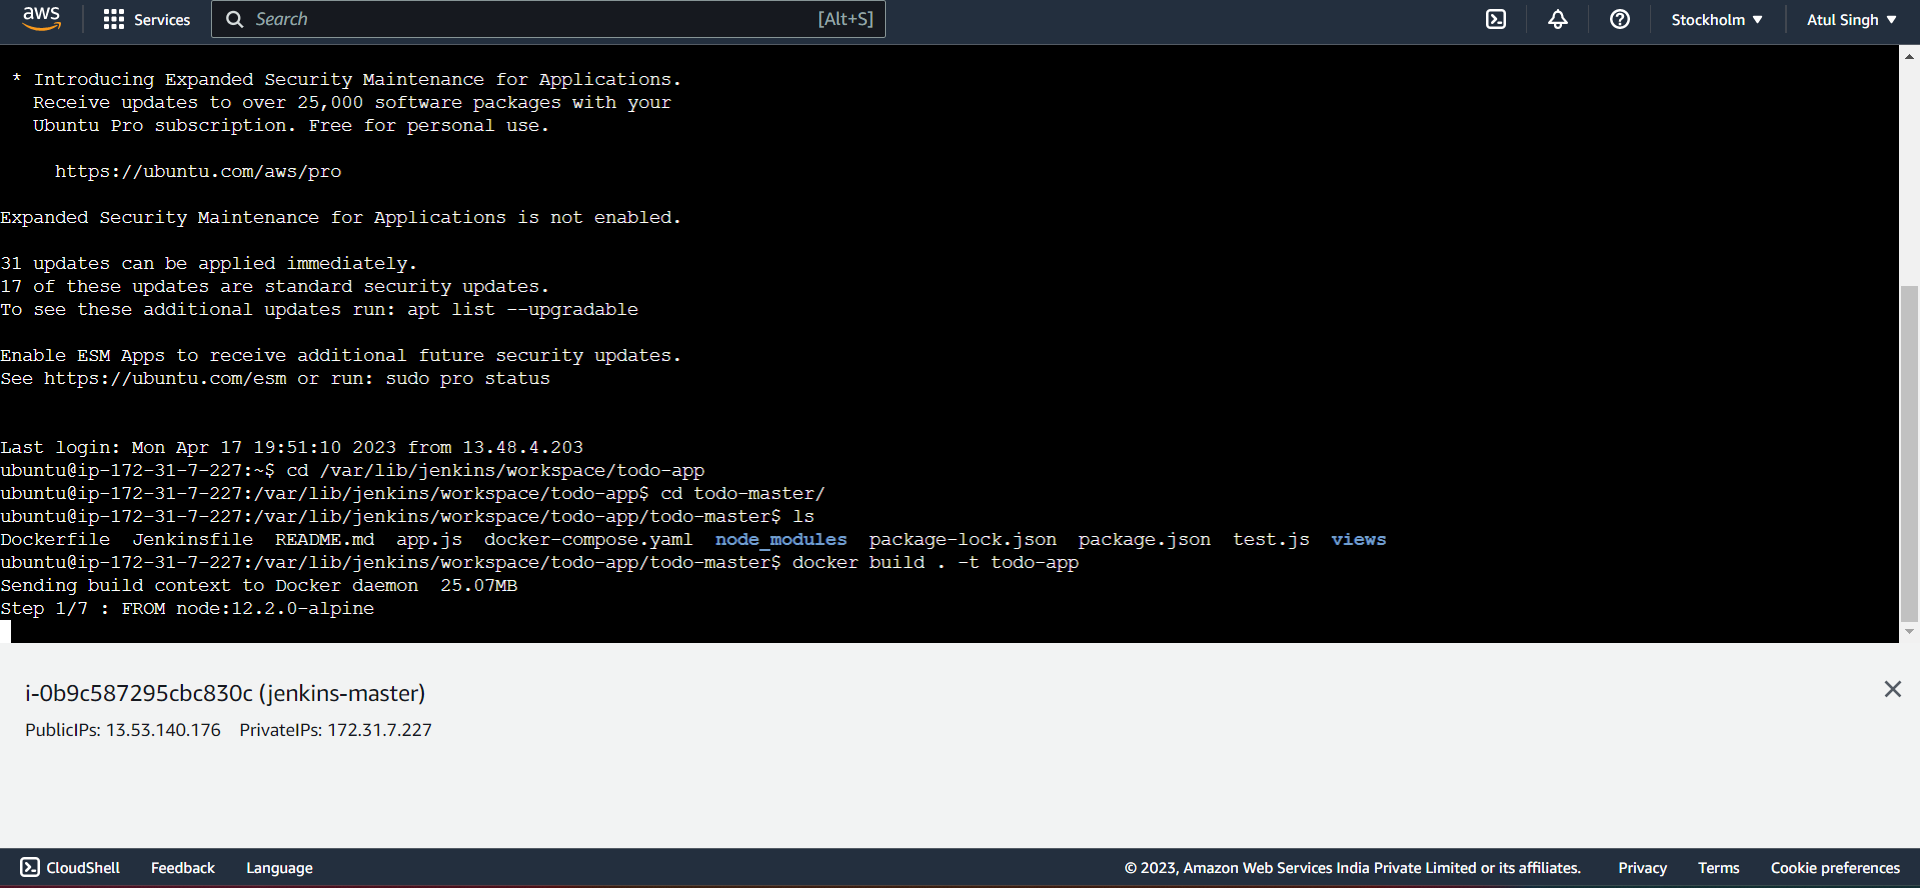 aws Services Search [Alt+S] Stockholm ▼ Atul Singh ▼
* Introducing Expanded Security Maintenance for Applications.
Receive updates to over 25,000 software packages with your
Ubuntu Pro subscription. Free for personal use.
https://ubuntu.com/aws/pro
Expanded Security Maintenance for Applications is not enabled.
31 updates can be applied immediately.
17 of these updates are standard security updates.
To see these additional updates run: apt list --upgradable
Enable ESM Apps to receive additional future security updates.
See https://ubuntu.com/esm or run: sudo pro status
Last login: Mon Apr 17 19:51:10 2023 from 13.48.4.203
ubuntu@ip-172-31-7-227:~$ cd /var/lib/jenkins/workspace/todo-app
ubuntu@ip-172-31-7-227:/var/lib/jenkins/workspace/todo-app$ cd todo-master/
ubuntu@ip-172-31-7-227:/var/lib/jenkins/workspace/todo-app/todo-master$ ls
Dockerfile Jenkinsfile README.md app.js docker-compose.yaml node_modules package-lock.json package.json test.js views
ubuntu@ip-172-31-7-227:/var/lib/jenkins/workspace/todo-app/todo-master$ docker build . -t todo-app
Sending build context to Docker daemon 25.07MB
Step 1/7 : FROM node:12.2.0-alpine
i-0b9c587295cbc830c (jenkins-master)
PublicIPs: 13.53.140.176 PrivateIPs: 172.31.7.227
CloudShell Feedback Language © 2023, Amazon Web Services India Private Limited or its affiliates. Privacy Terms Cookie preferences